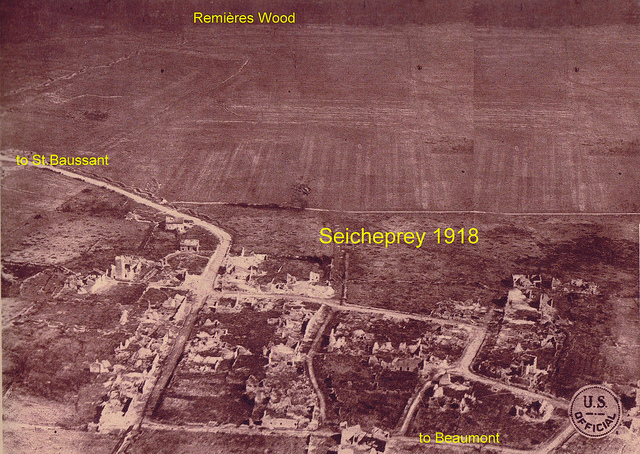 Remières Wood
to St.Baussant
Seicheprey 1918
to Beaumont
U.S.
OFFICIAL